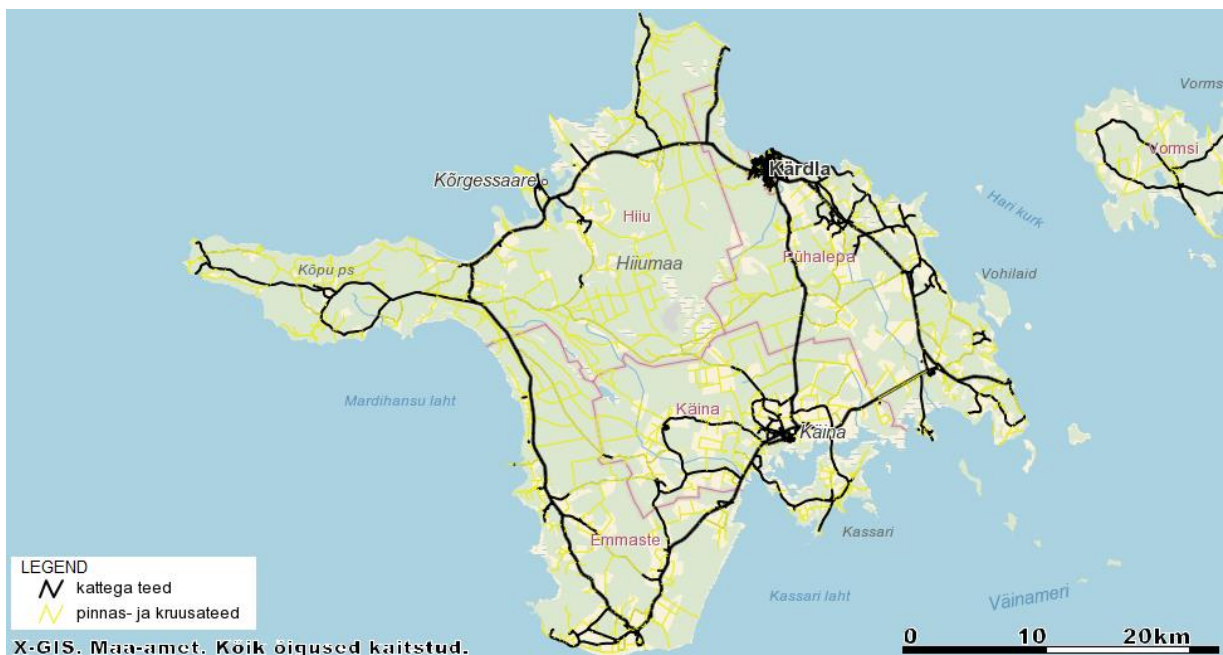 Vorms
Vormsi
Kärdla
Kõrgessaare
Hari kurk
Hiiu
Pühalepa
Hiiumaa
Kõpu ps
Vohilaid
Mardihansu laht
Käina
Käina
Kassari
Emmaste
LEGEND
kattega teed
pinnas- ja kruusateed
Kassari laht
Väinameri
X-GIS. Maa-amet. Kõik õigused kaitstud.
0 10 20km